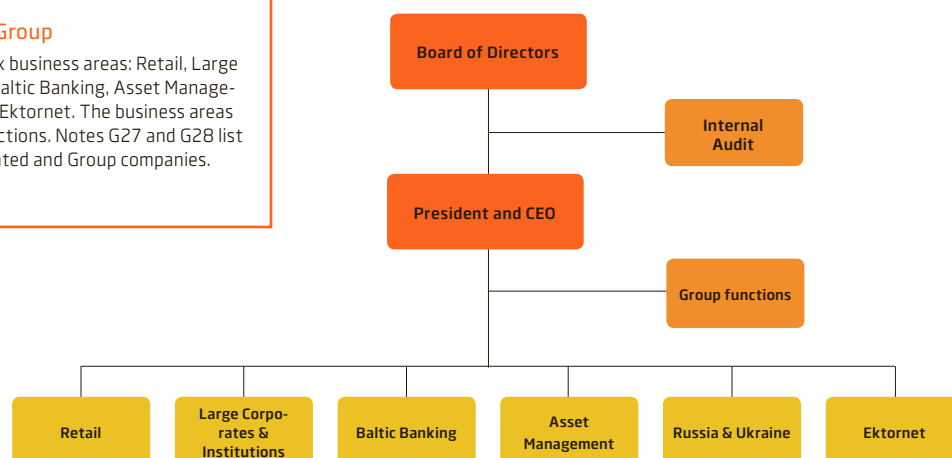 Group
business areas: Retail, Large
altic Banking, Asset Manage-
Ektornet. The business areas
ctions. Notes G27 and G28 list
ted and Group companies.
Board of Directors
Internal
Audit
President and CEO
Group functions
Retail
Large Corpo-
rates &
Institutions
Baltic Banking
Asset
Management
Russia & Ukraine
Ektornet